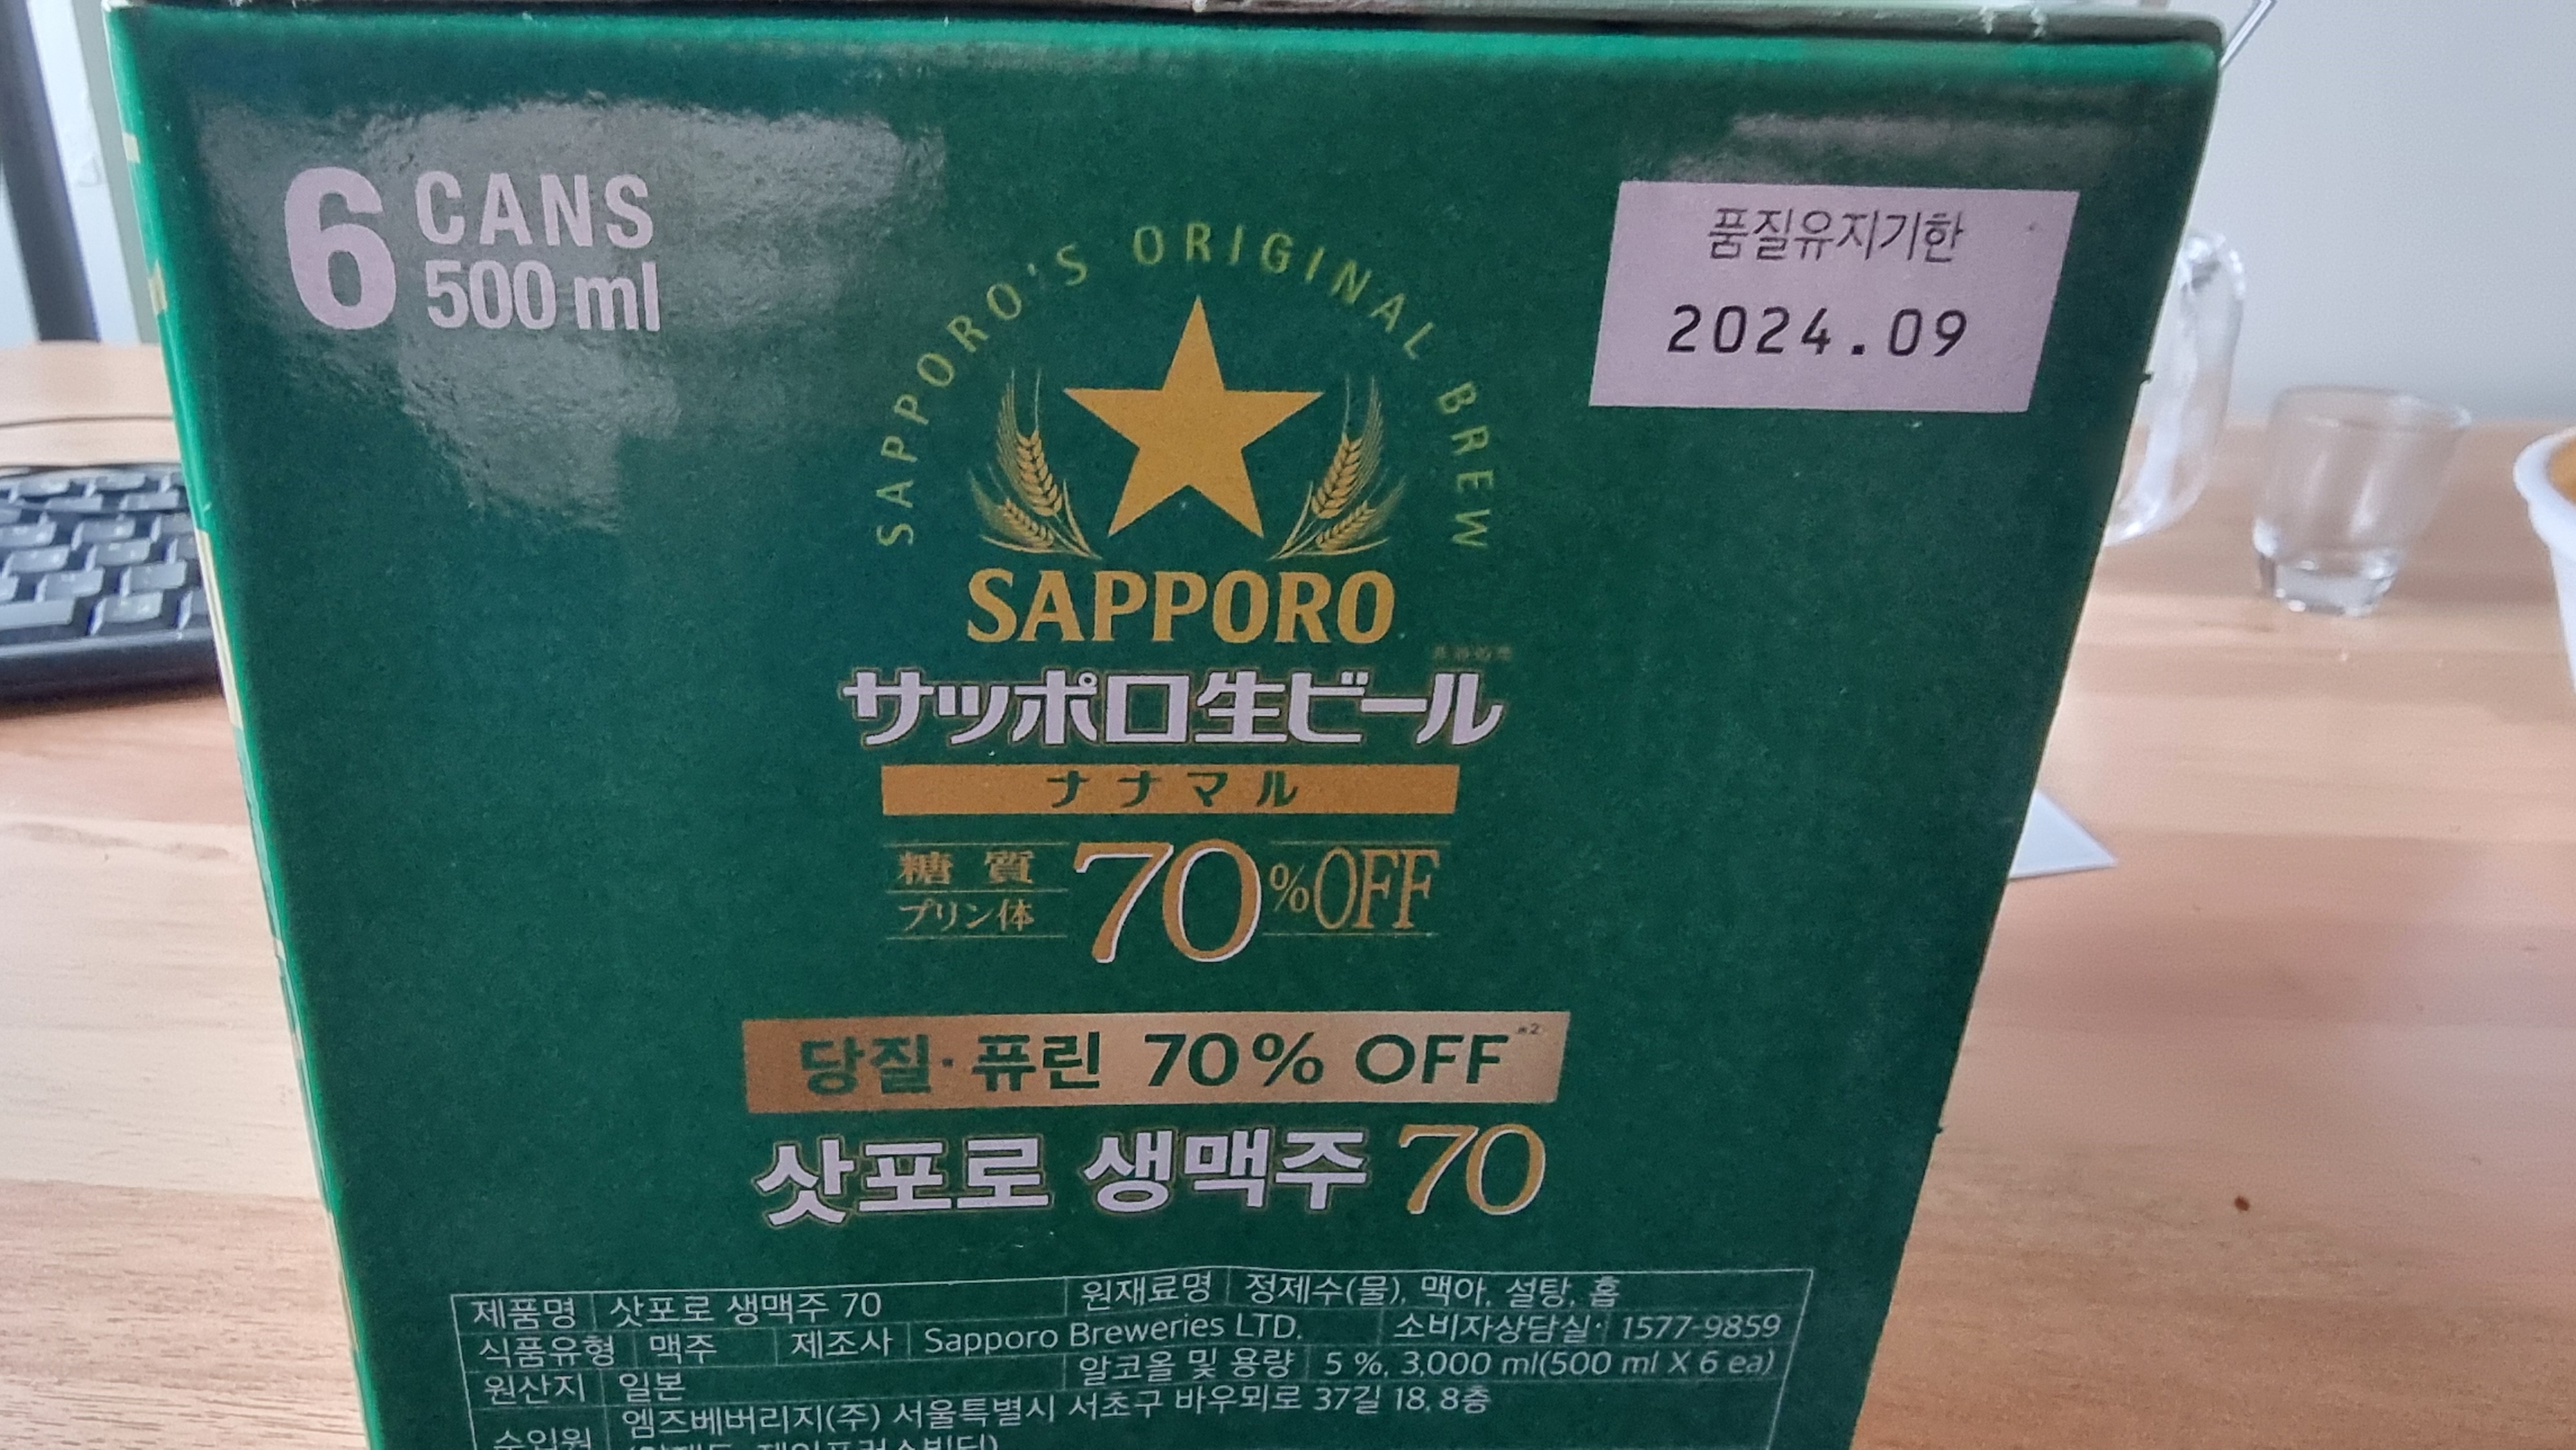 6 CANS
500 ml
품질유지기한
2024.09
SAPPORO'S ORIGINAL BREW
SAPPORO
サッポロ生ビール
ナナマル
糖質
プリン体
70%OFF
당질·퓨린 70% OFF※2
삿포로 생맥주 70
제품명 삿포로 생맥주 70 원재료명 정제수(물), 맥아, 설탕, 홉
식품유형 맥주 제조사 Sapporo Breweries LTD. 소비자상담실 1577-9859
원산지 일본 알코올 및 용량 5 %, 3,000 ml(500 ml X 6 ea)
수입원 엠즈베버리지(주) 서울특별시 서초구 바우뫼로 37길 18, 8층